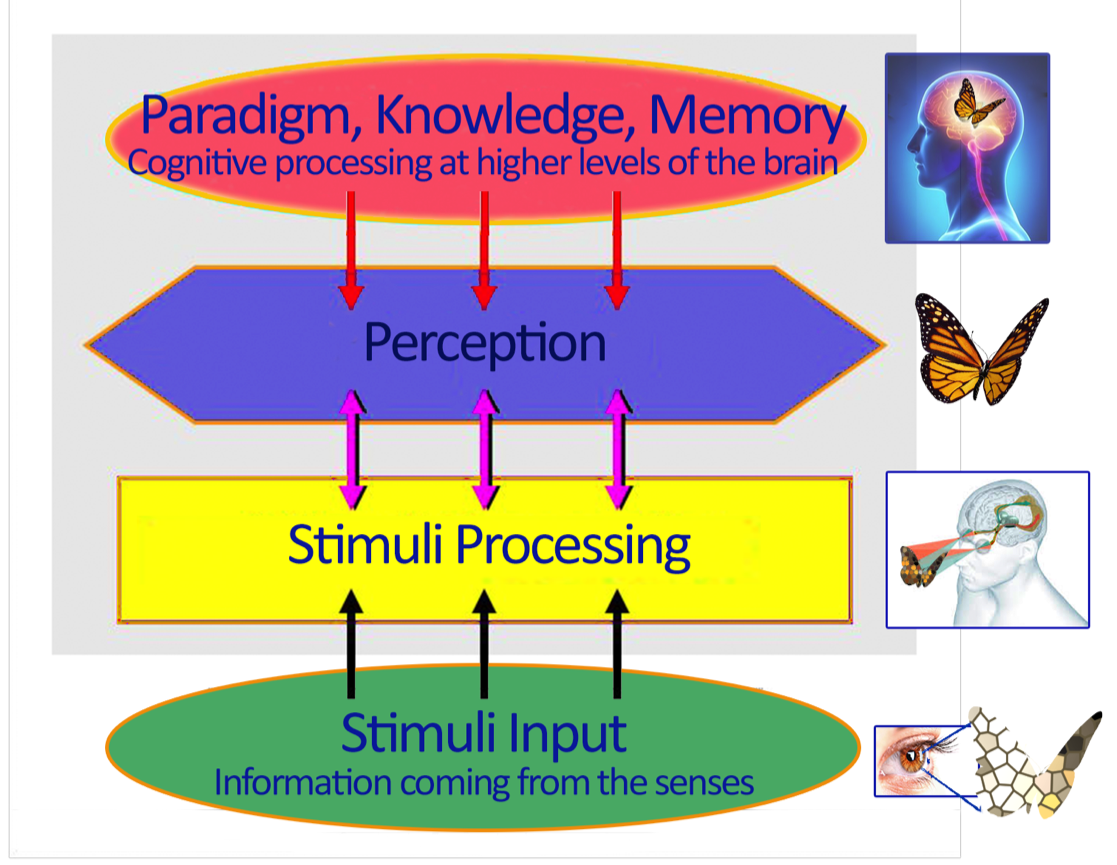 Paradigm, Knowledge, Memory
Cognitive processing at higher levels of the brain
Perception
Stimuli Processing
Stimuli Input
Information coming from the senses